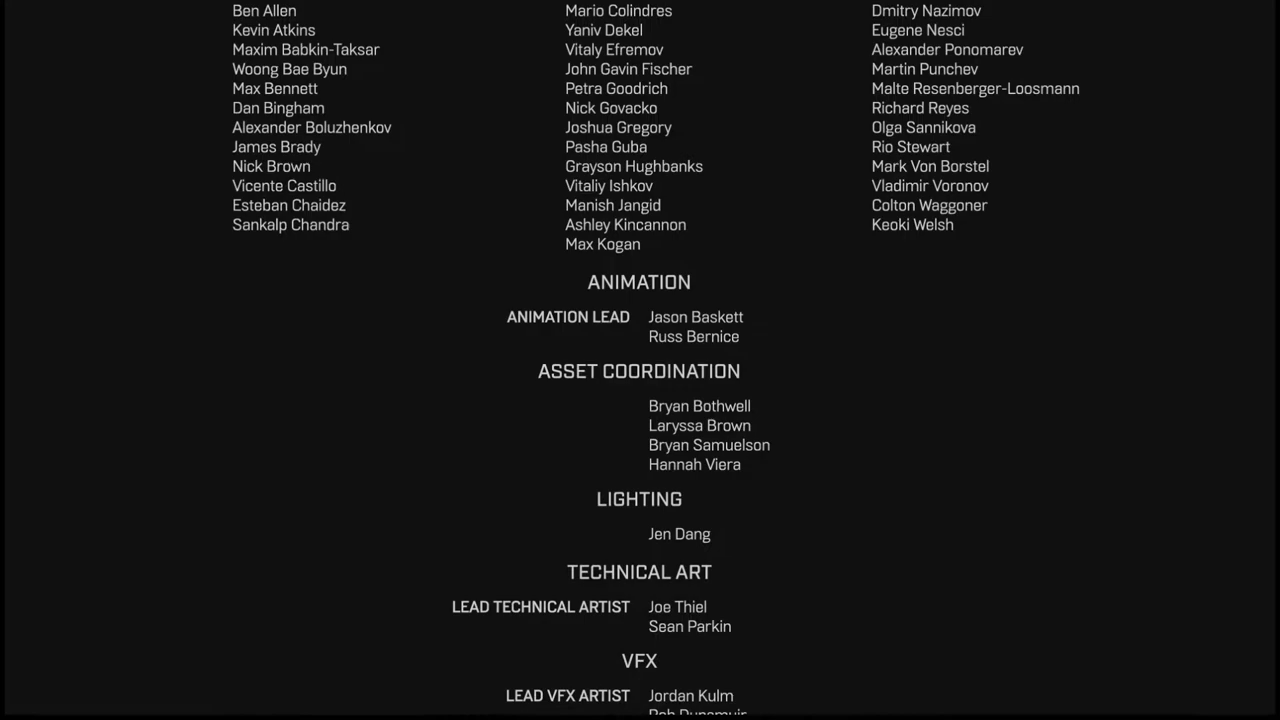 Ben Allen
Kevin Atkins
Maxim Babkin-Taksar
Woong Bae Byun
Max Bennett
Dan Bingham
Alexander Boluzhenkov
James Brady
Nick Brown
Vicente Castillo
Esteban Chaidez
Sankalp Chandra
Mario Colindres
Yaniv Dekel
Vitaly Efremov
John Gavin Fischer
Petra Goodrich
Nick Govacko
Joshua Gregory
Pasha Guba
Grayson Hughbanks
Vitaliy Ishkov
Manish Jangid
Ashley Kincannon
Max Kogan
Dmitry Nazimov
Eugene Nesci
Alexander Ponomarev
Martin Punchev
Malte Resenberger-Loosmann
Richard Reyes
Olga Sannikova
Rio Stewart
Mark Von Borstel
Vladimir Voronov
Colton Waggoner
Keoki Welsh
ANIMATION
ANIMATION LEAD Jason Baskett
Russ Bernice
ASSET COORDINATION
Bryan Bothwell
Laryssa Brown
Bryan Samuelson
Hannah Viera
LIGHTING
Jen Dang
TECHNICAL ART
LEAD TECHNICAL ARTIST Joe Thiel
Sean Parkin
VFX
LEAD VFX ARTIST Jordan Kulm